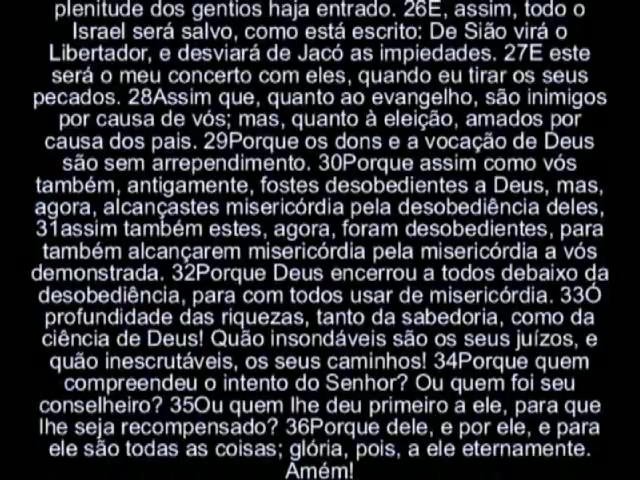 plenitude dos gentios haja entrado. 26E, assim, todo o
Israel será salvo, como está escrito: De Sião virá o
Libertador, e desviará de Jacó as impiedades. 27E este
será o meu concerto com eles, quando eu tirar os seus
pecados. 28Assim que, quanto ao evangelho, são inimigos
por causa de vós; mas, quanto à eleição, amados por
causa dos pais. 29Porque os dons e a vocação de Deus
são sem arrependimento. 30Porque assim como vós
também, antigamente, fostes desobedientes a Deus, mas,
agora, alcançastes misericórdia pela desobediência deles,
31assim também estes, agora, foram desobedientes, para
também alcançarem misericórdia pela misericórdia a vós
demonstrada. 32Porque Deus encerrou a todos debaixo da
desobediência, para com todos usar de misericórdia. 33Ó
profundidade das riquezas, tanto da sabedoria, como da
ciência de Deus! Quão insondáveis são os seus juízos, e
quão inescrutáveis, os seus caminhos! 34Porque quem
compreendeu o intento do Senhor? Ou quem foi seu
conselheiro? 35Ou quem lhe deu primeiro a ele, para que
lhe seja recompensado? 36Porque dele, e por ele, e para
ele são todas as coisas; glória, pois, a ele eternamente.
Amém!